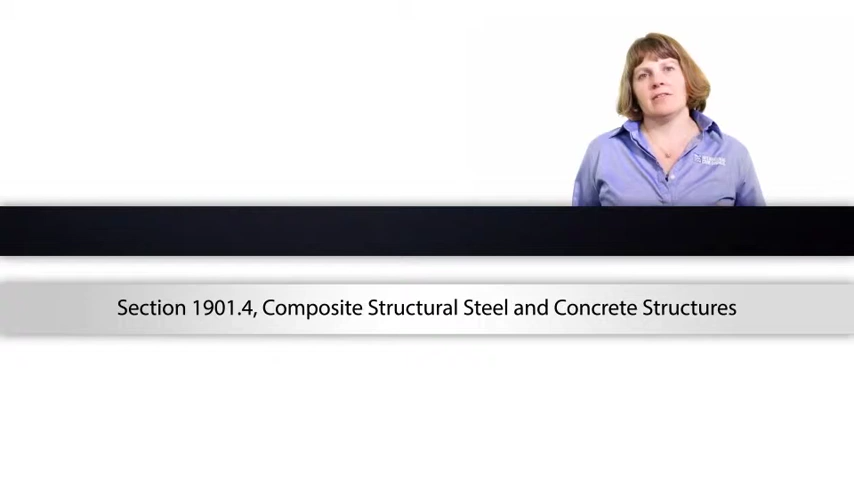 Section 1901.4, Composite Structural Steel and Concrete Structures